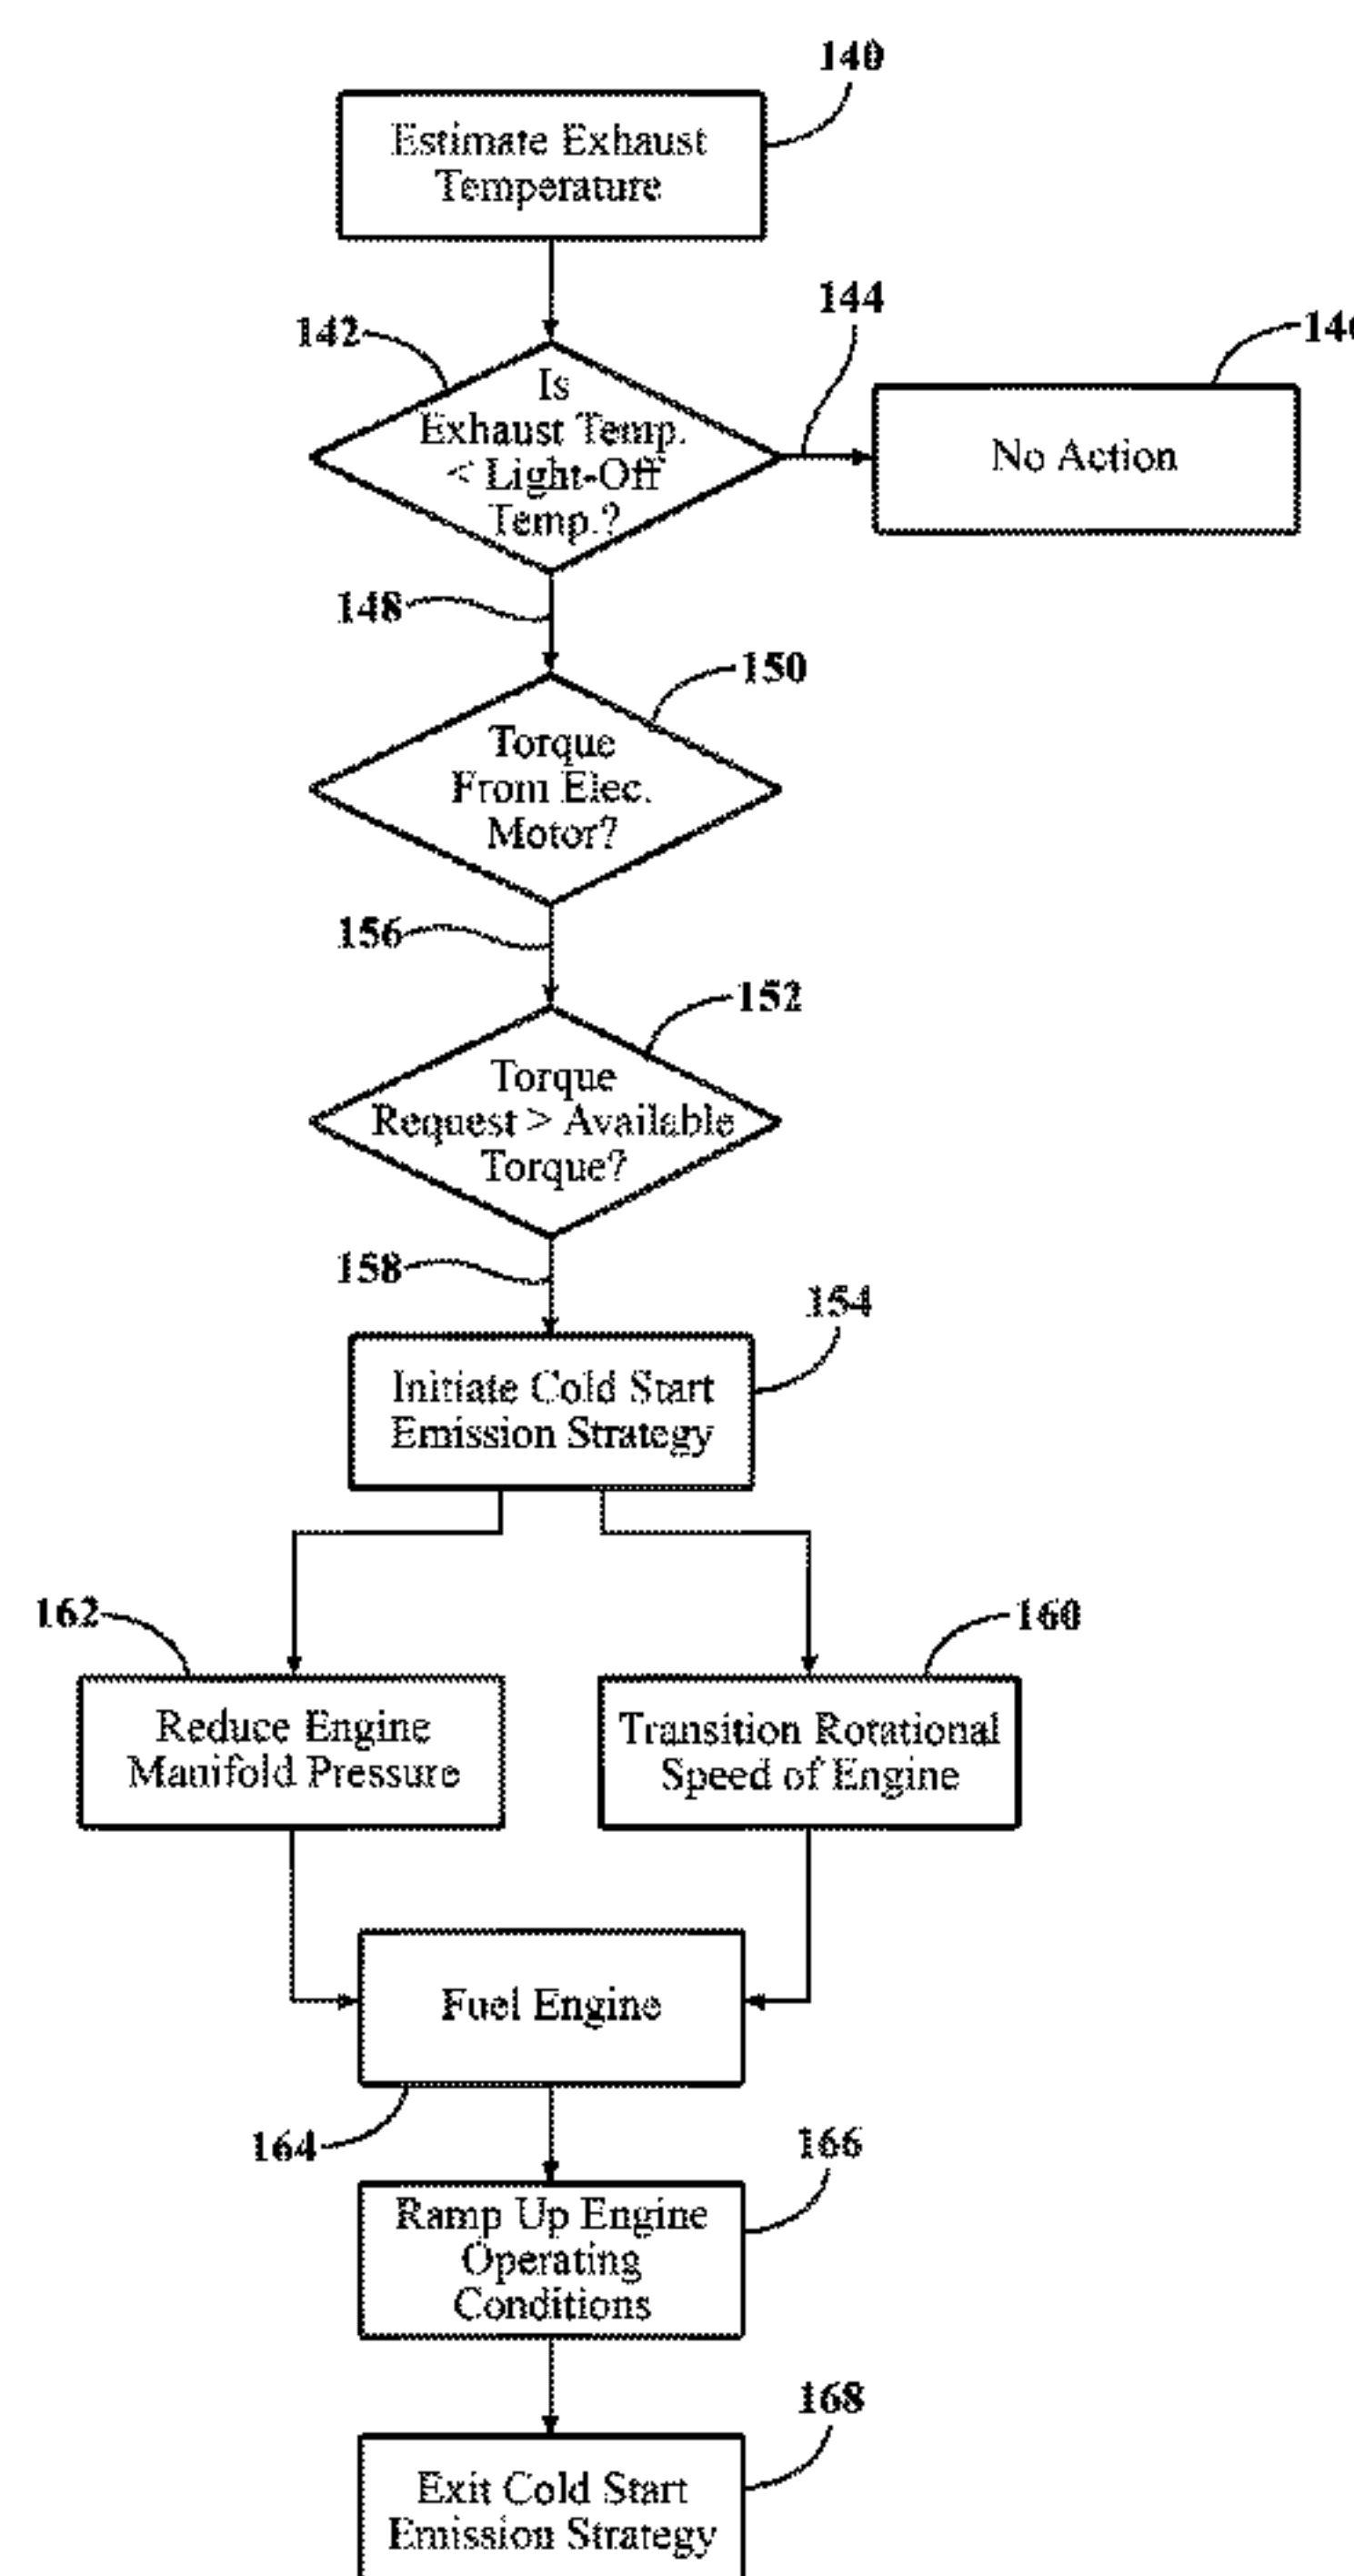 140
Estimate Exhaust
Temperature
142
144
Is
Exhaust Temp.
< Light-Off
Temp.?
No Action
148
150
Torque
From Elec.
Motor?
156
152
Torque
Request > Available
Torque?
158
154
Initiate Cold Start
Emission Strategy
162
160
Reduce Engine
Manifold Pressure
Transition Rotational
Speed of Engine
Fuel Engine
164
166
Ramp Up Engine
Operating
Conditions
168
Exit Cold Start
Emission Strategy